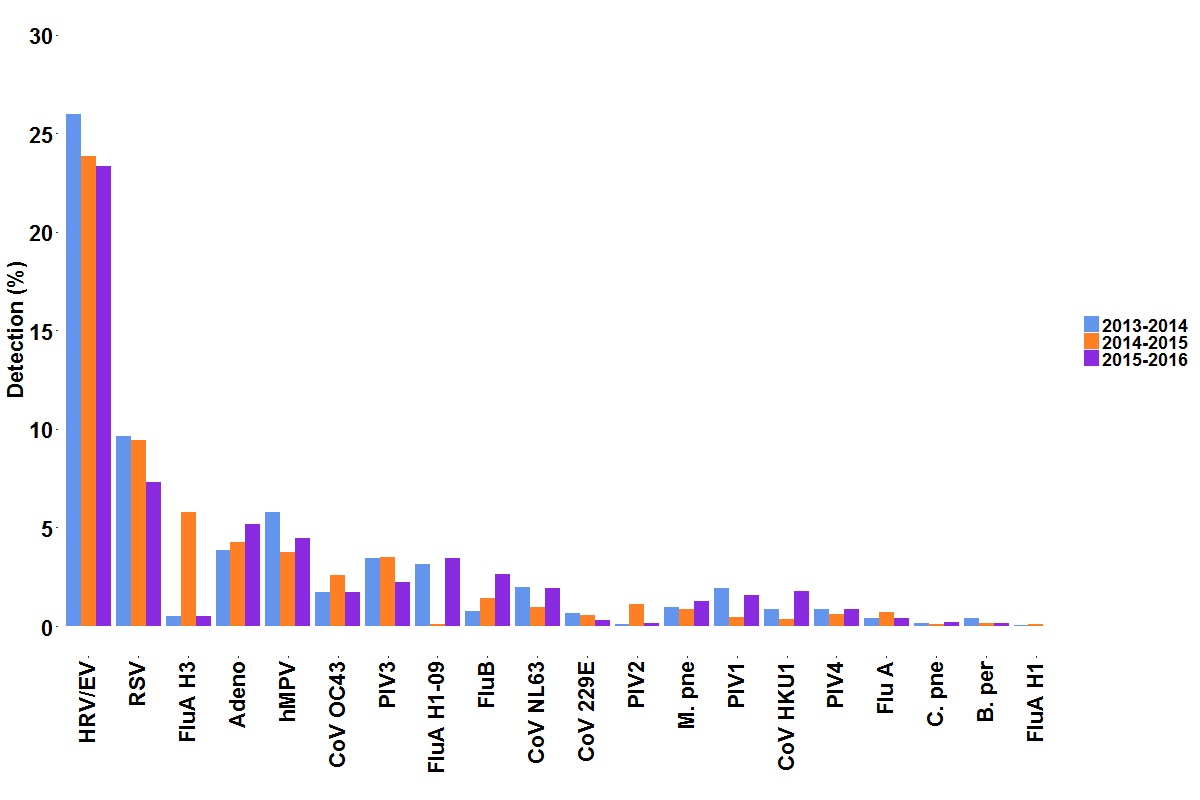 30
25
20
15
10
5
0
Detection (%)
2013-2014
2014-2015
2015-2016
HRV/EV
RSV
FluA H3
Adeno
hMPV
CoV OC43
PIV3
FluA H1-09
FluB
CoV NL63
CoV 229E
PIV2
M. pne
PIV1
CoV HKU1
PIV4
Flu A
C. pne
B. per
FluA H1